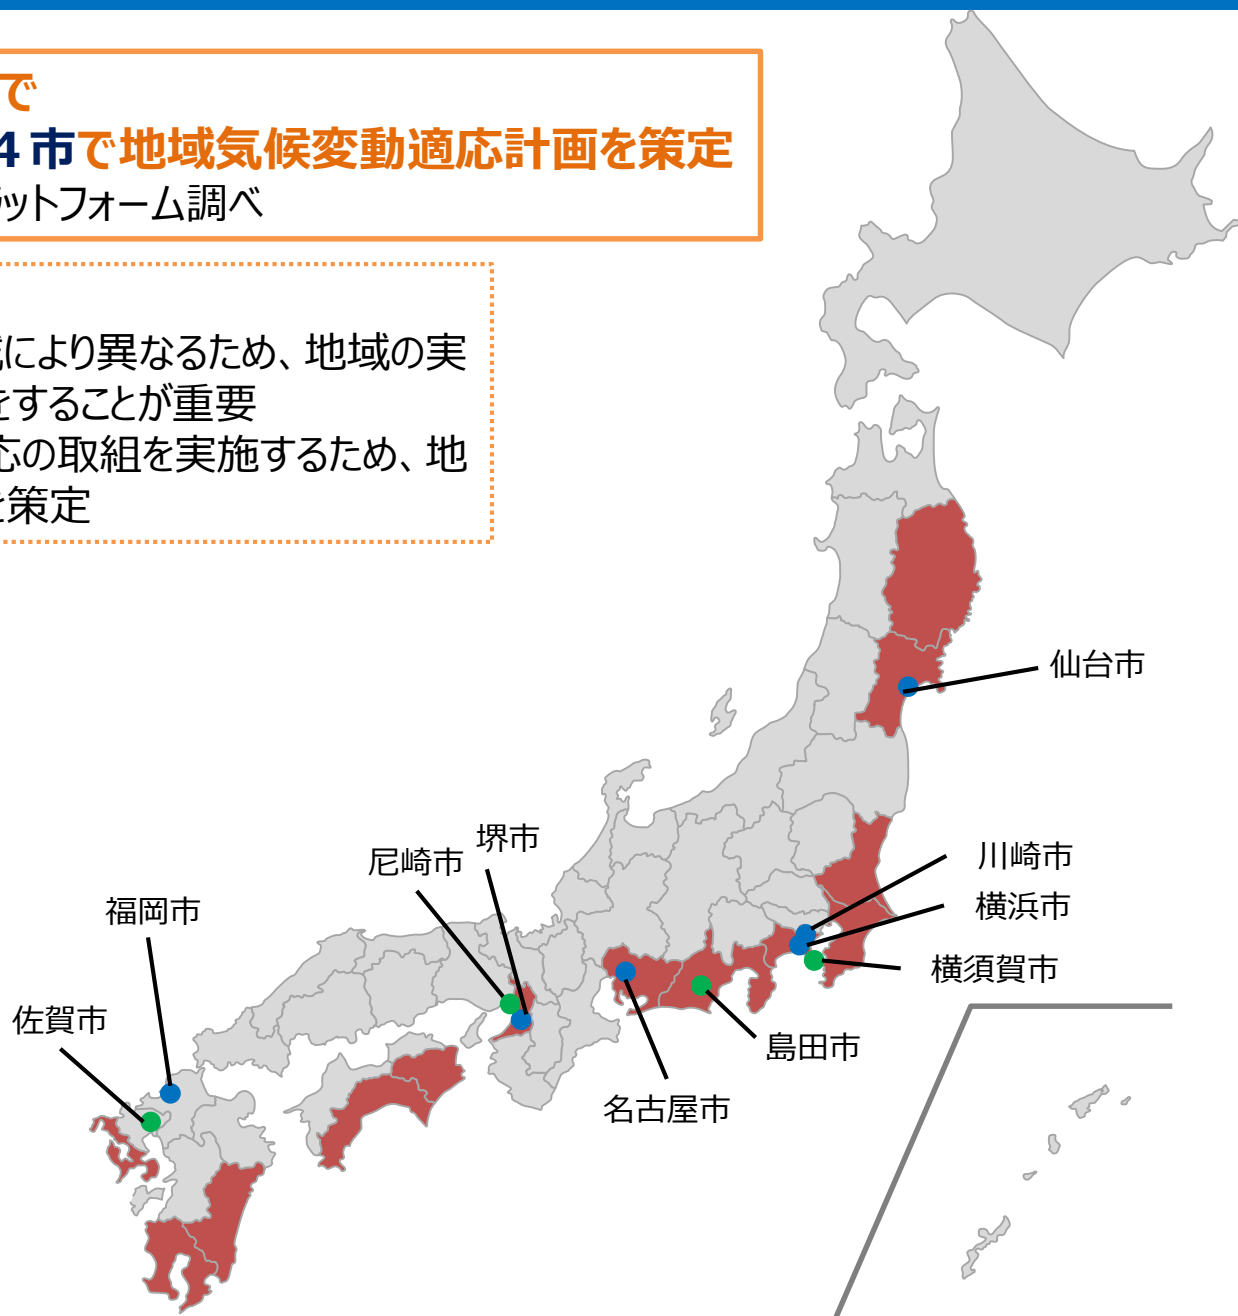 で
4市で地域気候変動適応計画を策定
ラットフォーム調べ
により異なるため、地域の実
をすることが重要
応の取組を実施するため、地
を策定
仙台市
川崎市
横浜市
横須賀市
島田市
名古屋市
堺市
尼崎市
福岡市
佐賀市